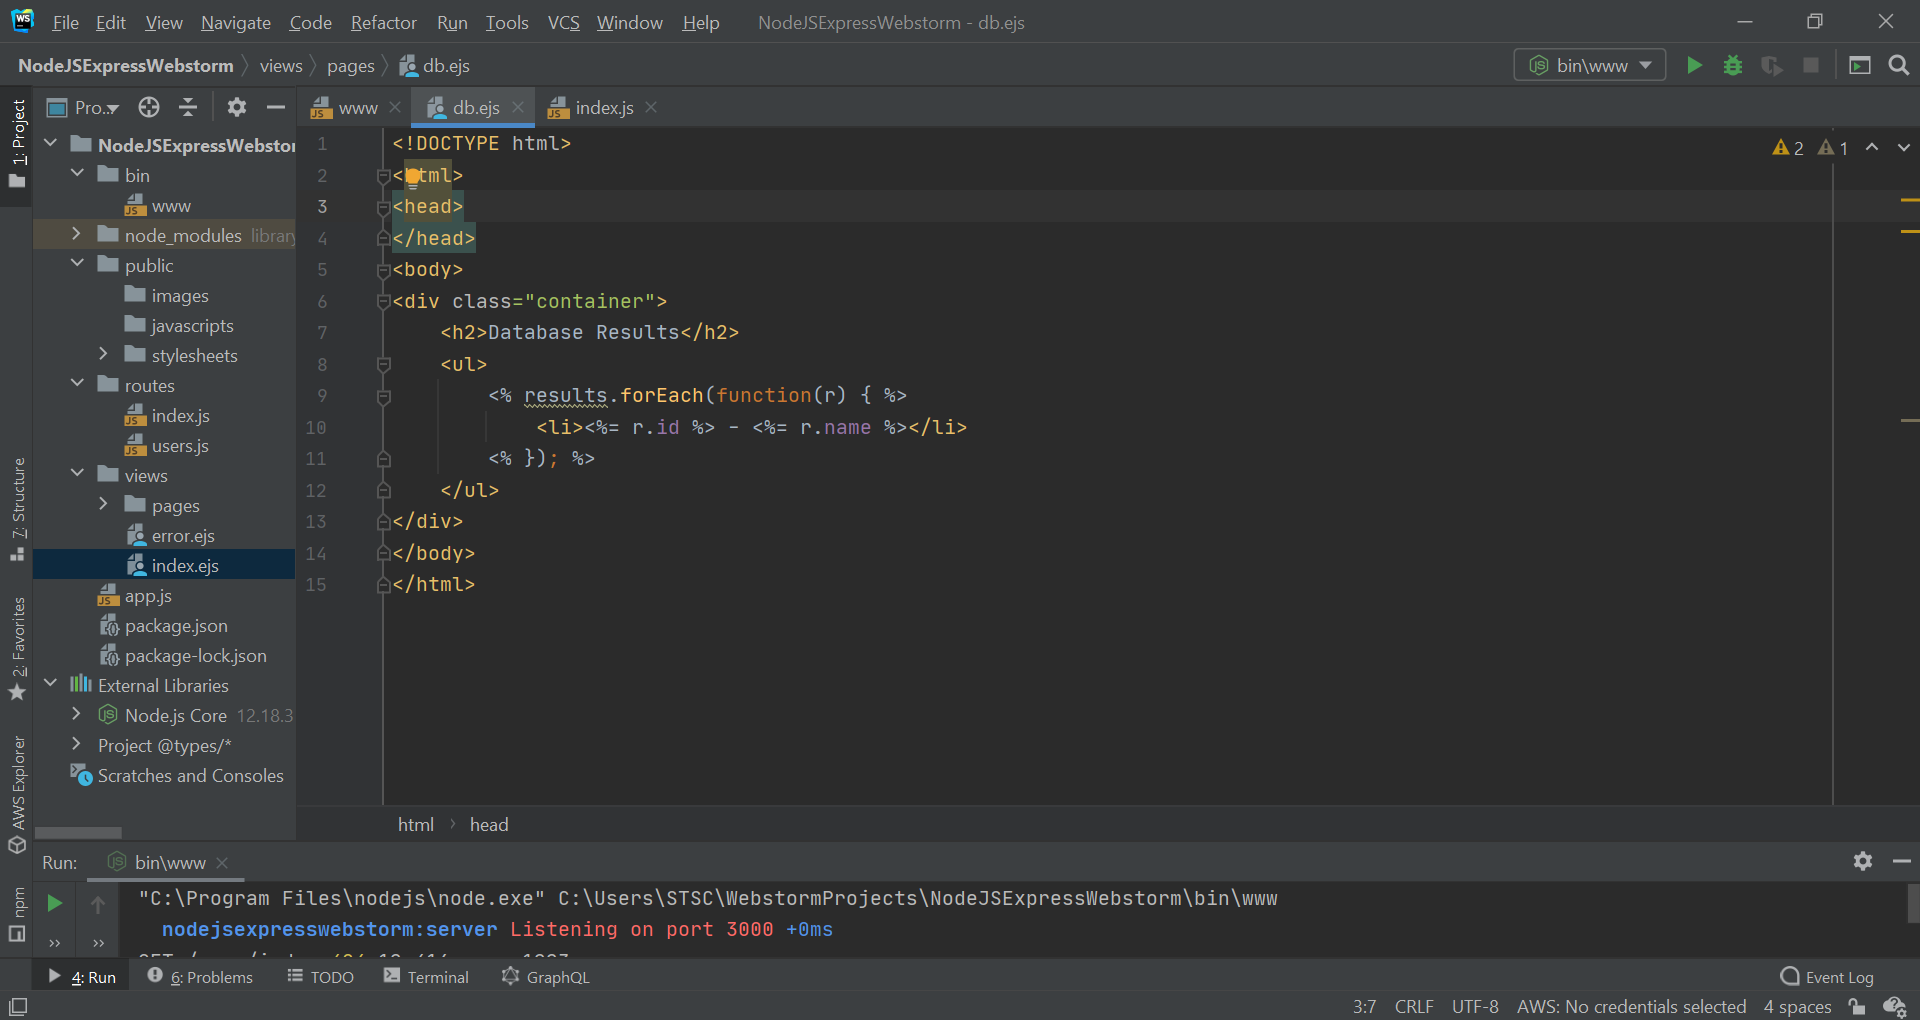 WS File Edit View Navigate Code Refactor Run Tools VCS Window Help NodeJSExpressWebstorm - db.ejs
NodeJSExpressWebstorm views pages db.ejs bin\www
1: Project
7: Structure
2: Favorites
AWS Explorer
npm
Pro..
NodeJSExpressWebstor
bin
www
node_modules library
public
images
javascripts
stylesheets
routes
index.js
users.js
views
pages
error.ejs
index.ejs
app.js
package.json
package-lock.json
External Libraries
Node.js Core 12.18.3
Project @types/*
Scratches and Consoles
www db.ejs index.js
2 1
1 <!DOCTYPE html>
2 <html>
3 <head>
4 </head>
5 <body>
6 <div class="container">
7 <h2>Database Results</h2>
8 <ul>
9 <% results.forEach(function(r) { %>
10 <li><%= r.id %> - <%= r.name %></li>
11 <% }); %>
12 </ul>
13 </div>
14 </body>
15 </html>
html head
Run: bin\www
"C:\Program Files\nodejs\node.exe" C:\Users\STSC\WebstormProjects\NodeJSExpressWebstorm\bin\www
nodejsexpresswebstorm:server Listening on port 3000 +0ms
4: Run 6: Problems TODO Terminal GraphQL Event Log
3:7 CRLF UTF-8 AWS: No credentials selected 4 spaces